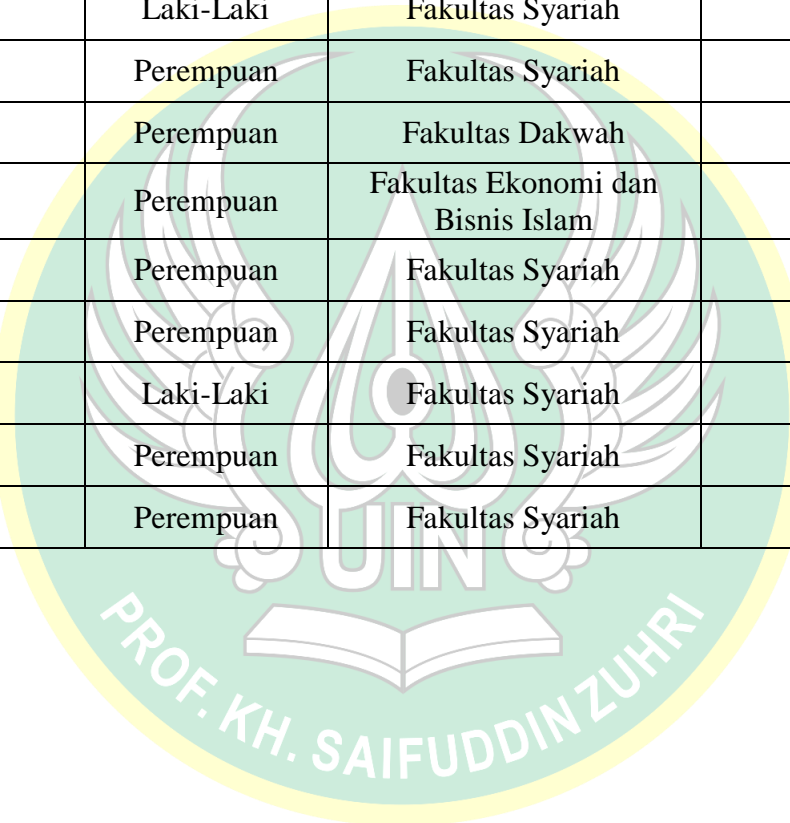 Laki-Laki Fakultas Syariah
Perempuan Fakultas Syariah
Perempuan Fakultas Dakwah
Perempuan Fakultas Ekonomi dan
Bisnis Islam
Perempuan Fakultas Syariah
Perempuan Fakultas Syariah
Laki-Laki Fakultas Syariah
Perempuan Fakultas Syariah
Perempuan Fakultas Syariah
UIN
PROF. KH. SAIFUDDIN ZUHRI